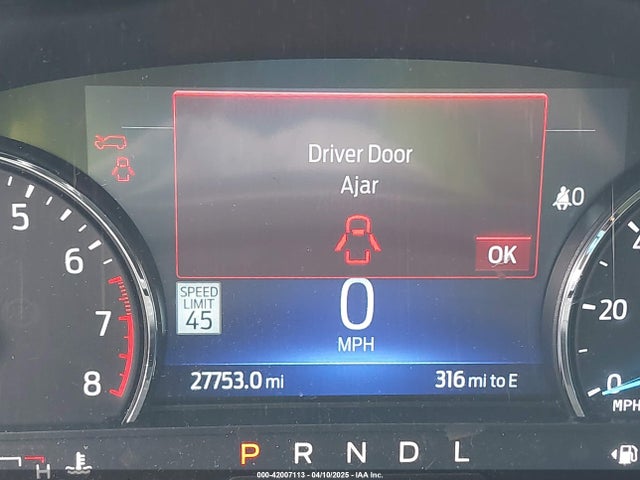 Driver Door
Ajar
OK
0
5
6
7
8
SPEED
LIMIT
45
0
MPH
20
0
MPH
27753.0 mi
316 mi to E
P R N D L
H
000-42007113 - 04/10/2025 - IAA Inc.